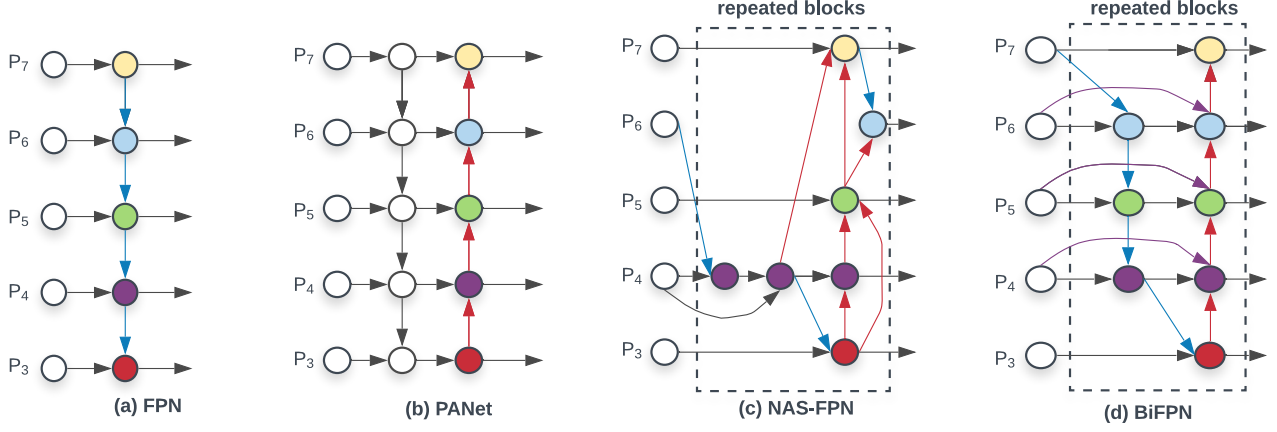 repeated blocks
repeated blocks
P7
P6
P5
P4
P3
(a) FPN
P7
P6
P5
P4
P3
(b) PANet
P7
P6
P5
P4
P3
(c) NAS-FPN
P7
P6
P5
P4
P3
(d) BiFPN